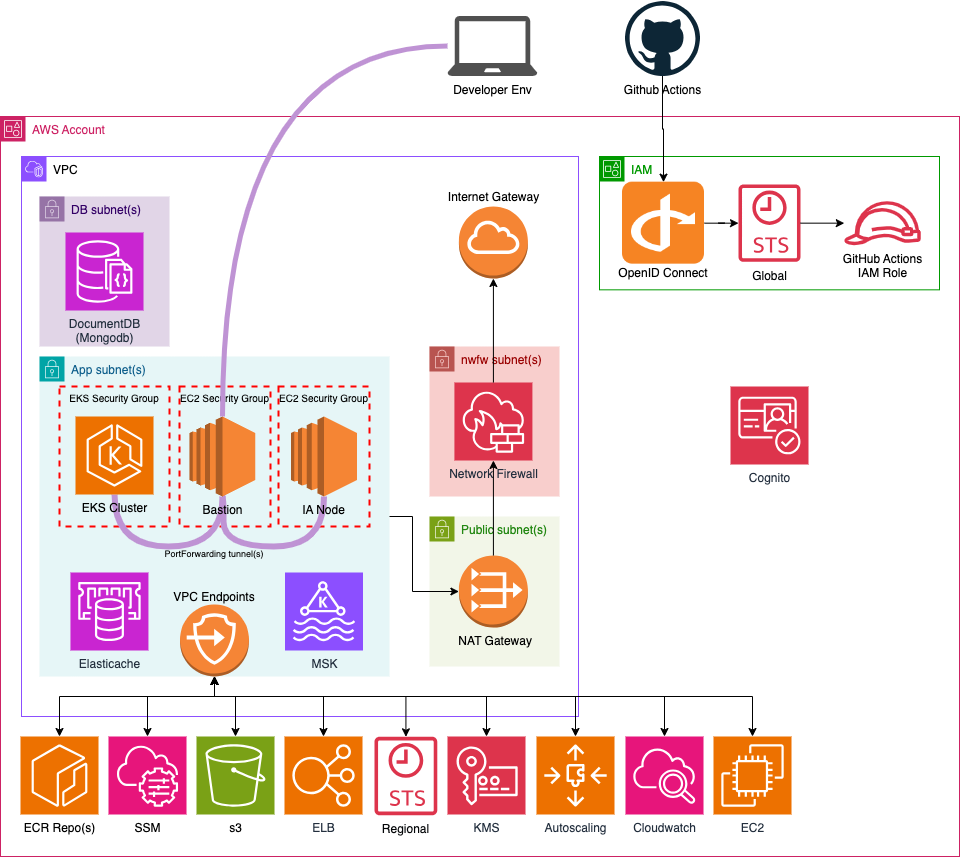 Developer Env
Github Actions
AWS Account
VPC
IAM
DB subnet(s)
Internet Gateway
OpenID Connect
STS
Global
GitHub Actions
IAM Role
DocumentDB
(Mongodb)
App subnet(s)
nwfw subnet(s)
EKS Security Group
EC2 Security Group
EC2 Security Group
K
EKS Cluster
Bastion
IA Node
Network Firewall
Cognito
PortForwarding tunnel(s)
Public subnet(s)
VPC Endpoints
K
Elasticache
MSK
NAT Gateway
STS
ECR Repo(s)
SSM
s3
ELB
Regional
KMS
Autoscaling
Cloudwatch
EC2